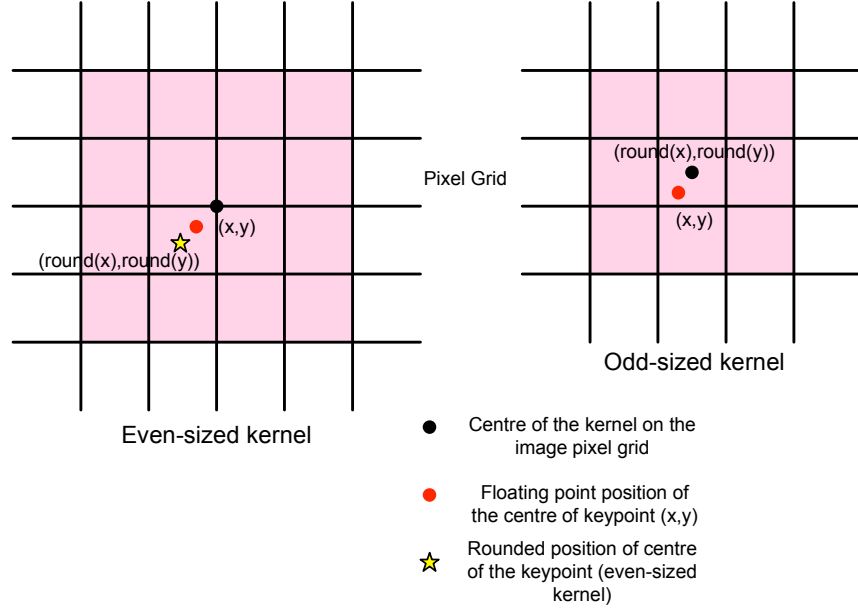 (round(x),round(y))
Pixel Grid
(x,y)
(x,y)
(round(x),round(y))
Odd-sized kernel
Even-sized kernel
Centre of the kernel on the
image pixel grid
Floating point position of
the centre of keypoint (x,y)
Rounded position of centre
of the keypoint (even-sized
kernel)